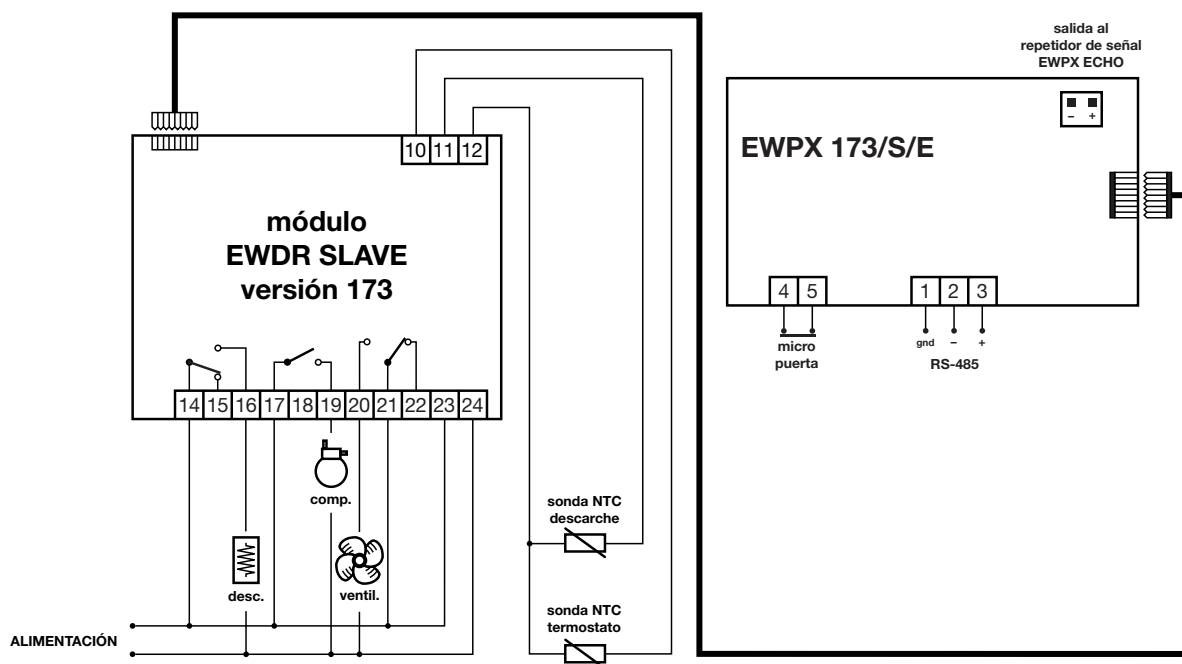 salida al
repetidor de señal
EWPX ECHO
– +
10 11 12
EWPX 173/S/E
módulo
EWDR SLAVE
versión 173
4 5
1 2 3
micro
puerta
gnd – +
RS-485
14 15 16 17 18 19 20 21 22 23 24
comp.
sonda NTC
descarche
desc.
ventil.
sonda NTC
termostato
ALIMENTACIÓN